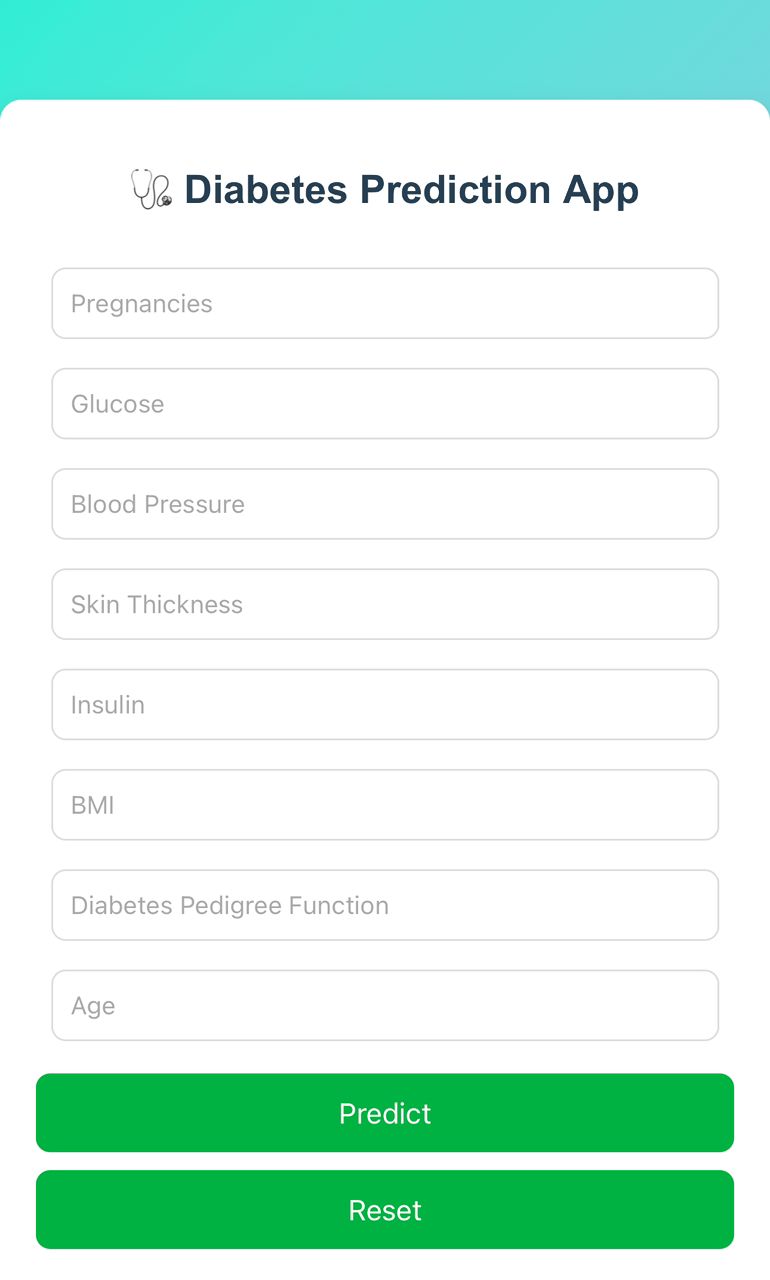 Diabetes Prediction App
Pregnancies
Glucose
Blood Pressure
Skin Thickness
Insulin
BMI
Diabetes Pedigree Function
Age
Predict
Reset